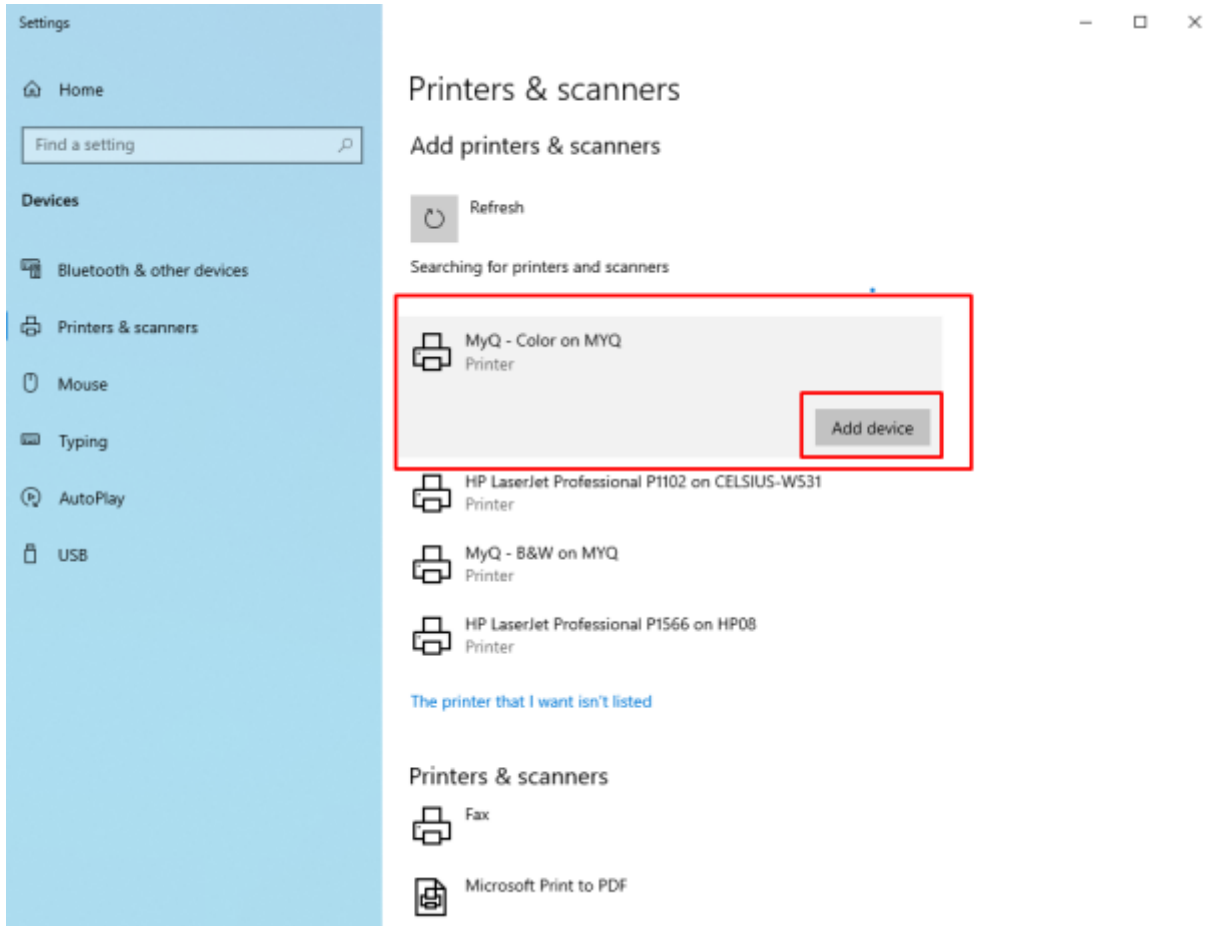 Settings
Home
Find a setting
Devices
Bluetooth & other devices
Printers & scanners
Mouse
Typing
AutoPlay
USB
Printers & scanners
Add printers & scanners
Refresh
Searching for printers and scanners
MyQ - Color on MYQ
Printer
Add device
HP LaserJet Professional P1102 on CELSIUS-W531
Printer
MyQ - B&W on MYQ
Printer
HP LaserJet Professional P1566 on HP08
Printer
The printer that I want isn't listed
Printers & scanners
Fax
Microsoft Print to PDF